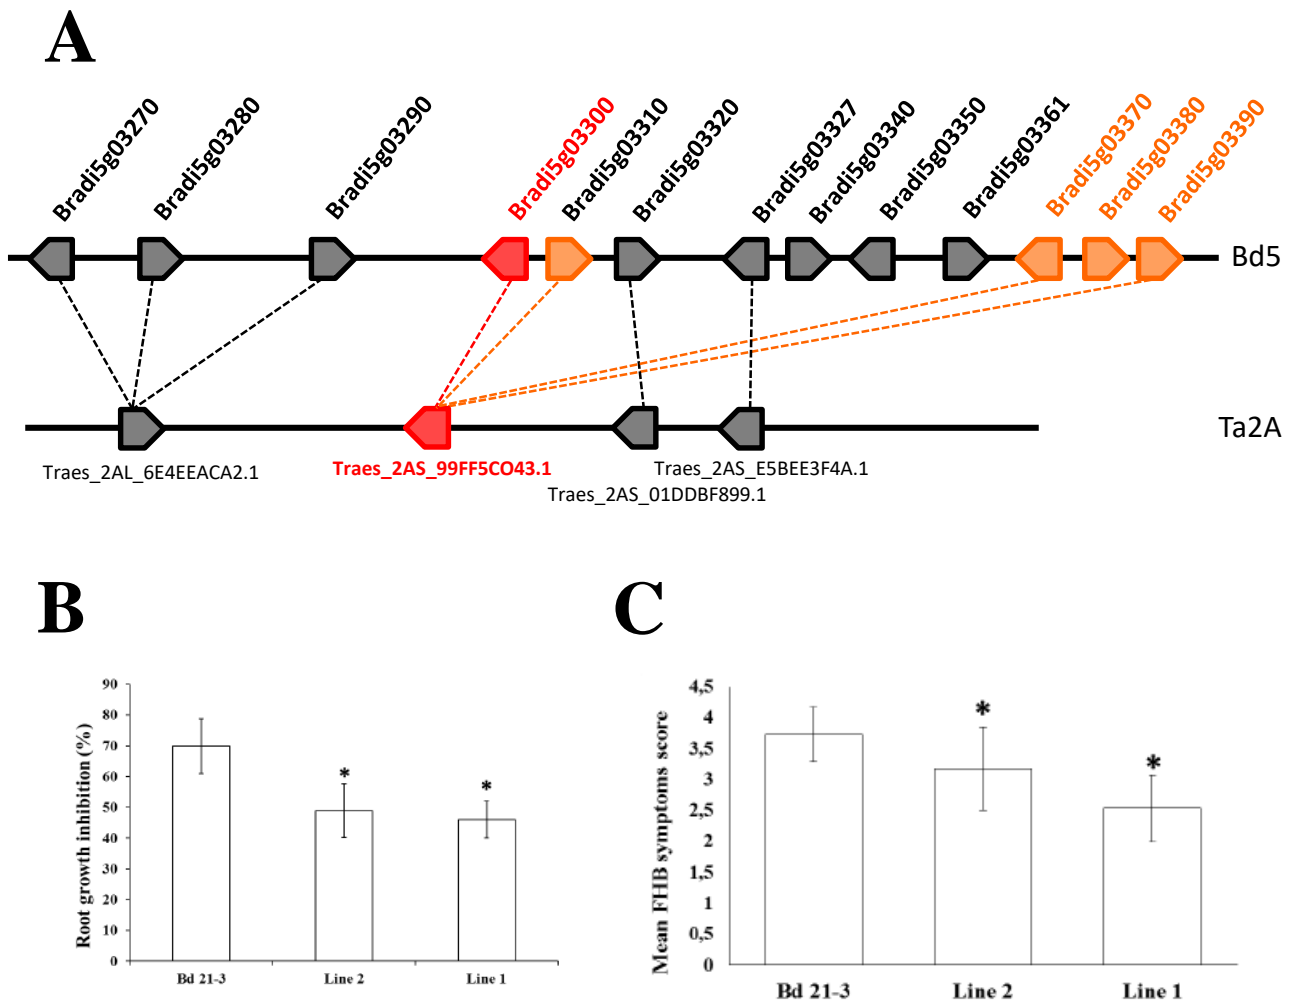 A
Bradi5g03270
Bradi5g03280
Bradi5g03290
Bradi5g03300
Bradi5g03310
Bradi5g03320
Bradi5g03327
Bradi5g03340
Bradi5g03350
Bradi5g03361
Bradi5g03370
Bradi5g03380
Bradi5g03390
Bd5
Ta2A
Traes_2AL_6E4EEACA2.1
Traes_2AS_99FF5CO43.1
Traes_2AS_E5BEE3F4A.1
Traes_2AS_01DDBF899.1
B
Root growth inhibition (%)
90
80
70
60
50
40
30
20
10
0
*
*
Bd 21-3
Line 2
Line 1
C
Mean FHB symptoms score
4,5
4
3,5
3
2,5
2
1,5
1
0,5
0
*
*
Bd 21-3
Line 2
Line 1